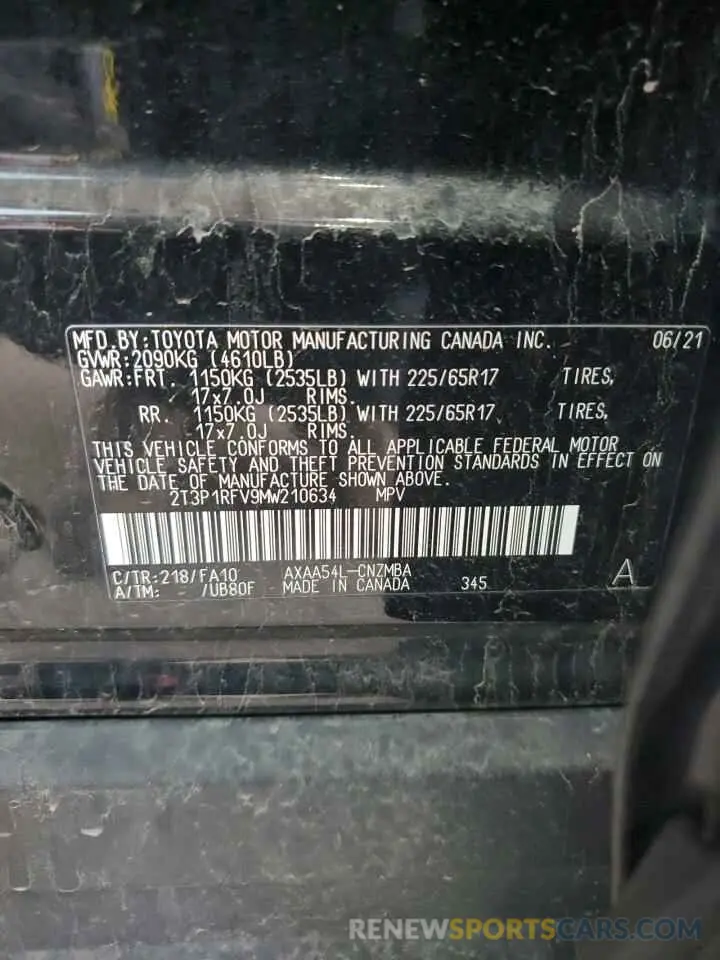 MFD.BY:TOYOTA MOTOR MANUFACTURING CANADA INC. 06/21
GVWR:2090KG (4610LB)
GAWR:FRT. 1150KG (2535LB) WITH 225/65R17 TIRES,
17x7.0J RIMS.
RR. 1150KG (2535LB) WITH 225/65R17 TIRES,
17x7.0J RIMS.
THIS VEHICLE CONFORMS TO ALL APPLICABLE FEDERAL MOTOR
VEHICLE SAFETY AND THEFT PREVENTION STANDARDS IN EFFECT ON
THE DATE OF MANUFACTURE SHOWN ABOVE.
2T3P1RFV9MW210634 MPV
C/TR:218/FA10 AXAA54L-CNZMBA
A/TM: - /UB80F MADE IN CANADA 345 A
RENEWSPORTSCARS.COM